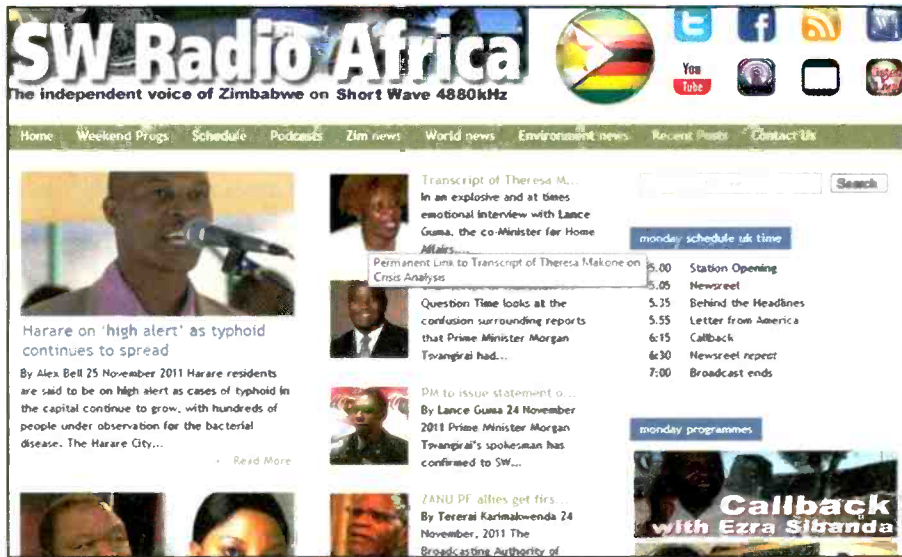 SW Radio Africa
The independent voice of Zimbabwe on Short Wave 4880kHz
You
Tube
Home Weekend Progs Schedule Podcasts Zim news World news Environment news Recent Posts Contact Us
Harare on 'high alert' as typhoid
continues to spread
By Alex Bell 25 November 2011 Harare residents
are said to be on high alert as cases of typhoid in
the capital continue to grow, with hundreds of
people under observation for the bacterial
disease. The Harare City...
Read More
Transcript of Theresa M...
In an explosive and at times
emotional interview with Lance
Guma, the co-Minister for Home
Affairs....
Permanent Link to Transcript of Theresa Makone on
Crisis Analysis
Question Time looks at the
confusion surrounding reports
that Prime Minister Morgan
Tsvangirai had...
PM to issue statement o...
By Lance Guma 24 November
2011 Prime Minister Morgan
Tsvangirai's spokesman has
confirmed to SW...
ZANU PF allies get firs...
By Tererai Karimakwenda 24
November, 2011 The
Broadcasting Authority of
Search
monday schedule uk time
5.00 Station Opening
5.05 Newsreel
5.35 Behind the Headlines
5.55 Letter from America
6:15 Callback
6:30 Newsreel repeat
7:00 Broadcast ends
monday programmes
Callback
with Ezra Sibanda